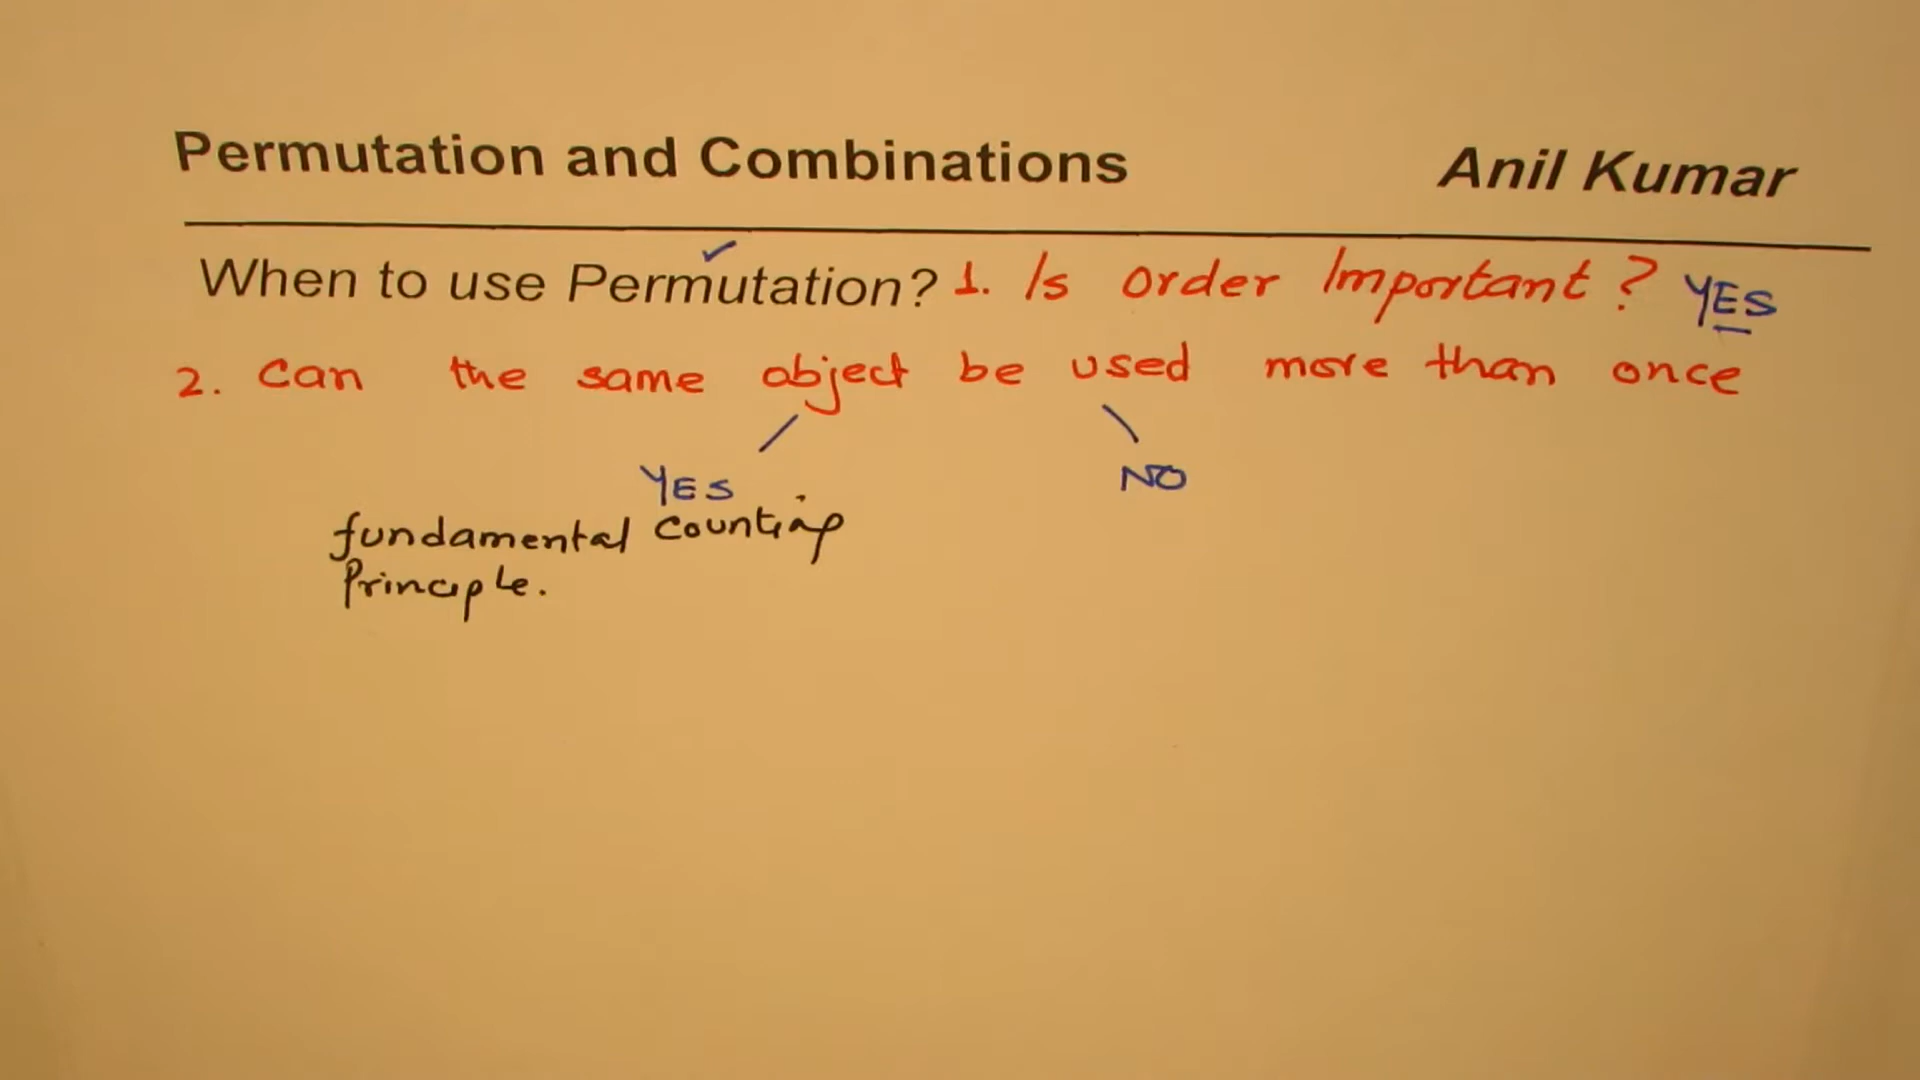 Permutation and Combinations Anil Kumar
When to use Permutation? 1. Is order Important? YES
2. Can the same object be used more than once
YES NO
fundamental Counting
Principle.